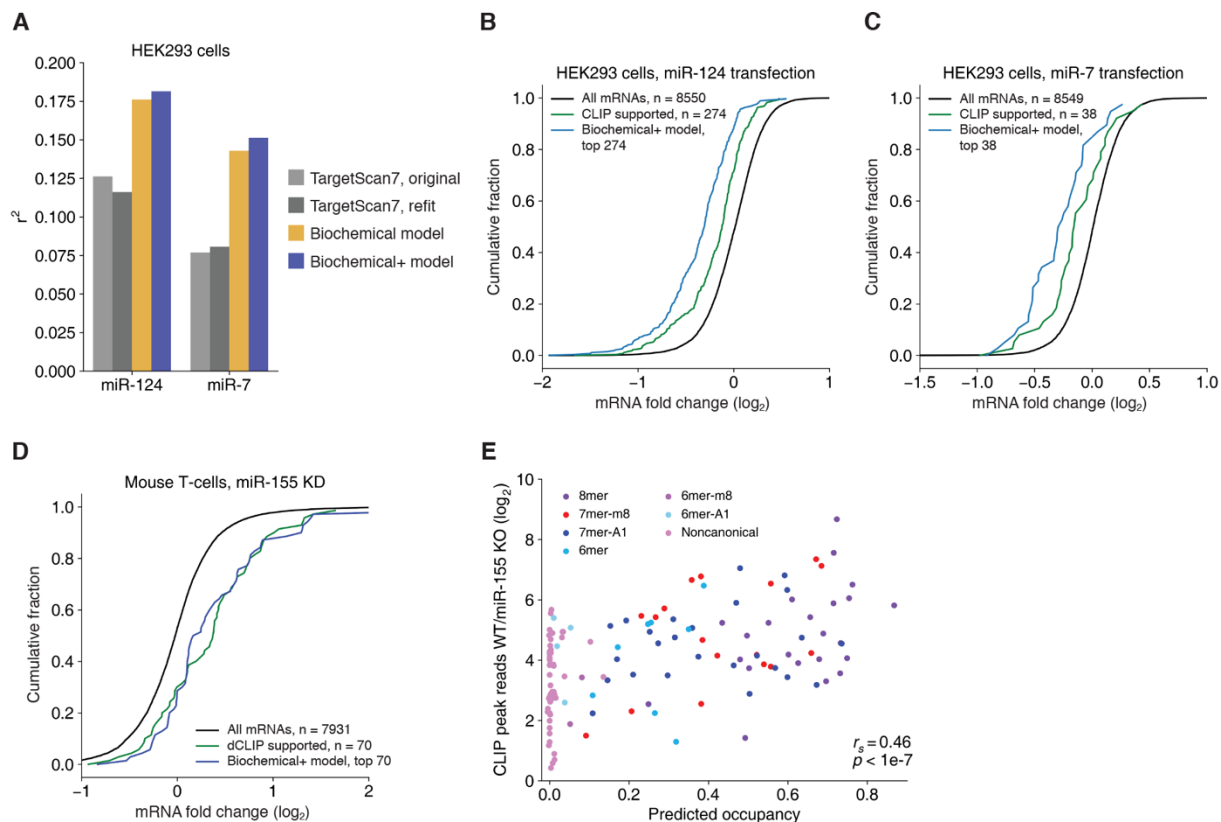 A
HEK293 cells
0.200
0.175
0.150
0.125
0.100
0.075
0.050
0.025
0.000
r²
miR-124
miR-7
TargetScan7, original
TargetScan7, refit
Biochemical model
Biochemical+ model
B
HEK293 cells, miR-124 transfection
All mRNAs, n = 8550
CLIP supported, n = 274
Biochemical+ model,
top 274
1.0
0.8
0.6
0.4
0.2
0.0
Cumulative fraction
−2
−1
0
1
mRNA fold change (log₂)
C
HEK293 cells, miR-7 transfection
All mRNAs, n = 8549
CLIP supported, n = 38
Biochemical+ model,
top 38
1.0
0.8
0.6
0.4
0.2
0.0
Cumulative fraction
−1.5
−1.0
−0.5
0.0
0.5
1.0
mRNA fold change (log₂)
D
Mouse T-cells, miR-155 KD
1.0
0.8
0.6
0.4
0.2
0.0
Cumulative fraction
All mRNAs, n = 7931
dCLIP supported, n = 70
Biochemical+ model, top 70
-1
0
1
2
mRNA fold change (log₂)
E
10
8
6
4
2
0
CLIP peak reads WT/miR-155 KO (log₂)
8mer
7mer-m8
7mer-A1
6mer
6mer-m8
6mer-A1
Noncanonical
rₛ = 0.46
p < 1e-7
0.0
0.2
0.4
0.6
0.8
Predicted occupancy